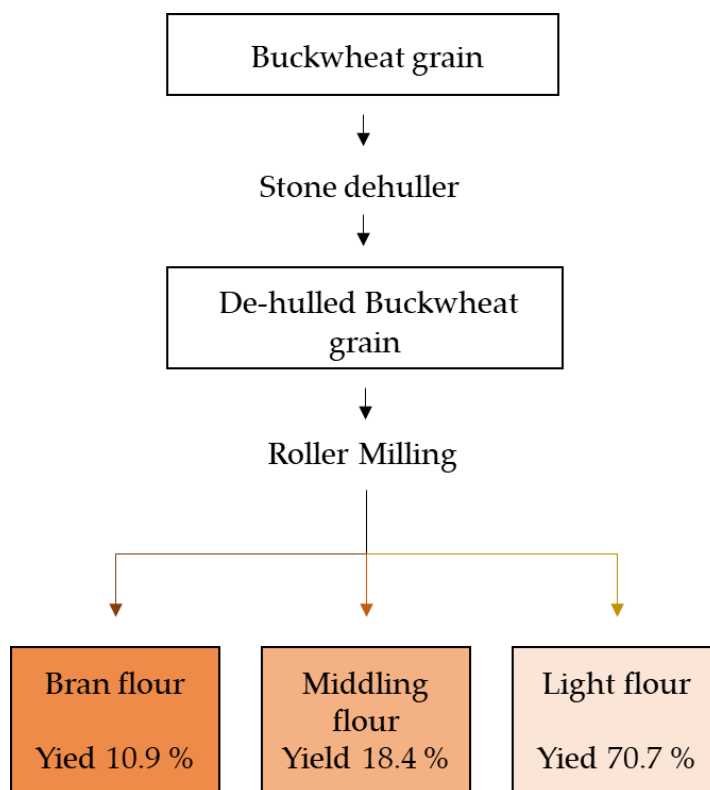 Buckwheat grain
Stone dehuller
De-hulled Buckwheat
grain
Roller Milling
Bran flour
Yied 10.9 %
Middling
flour
Yield 18.4 %
Light flour
Yied 70.7 %